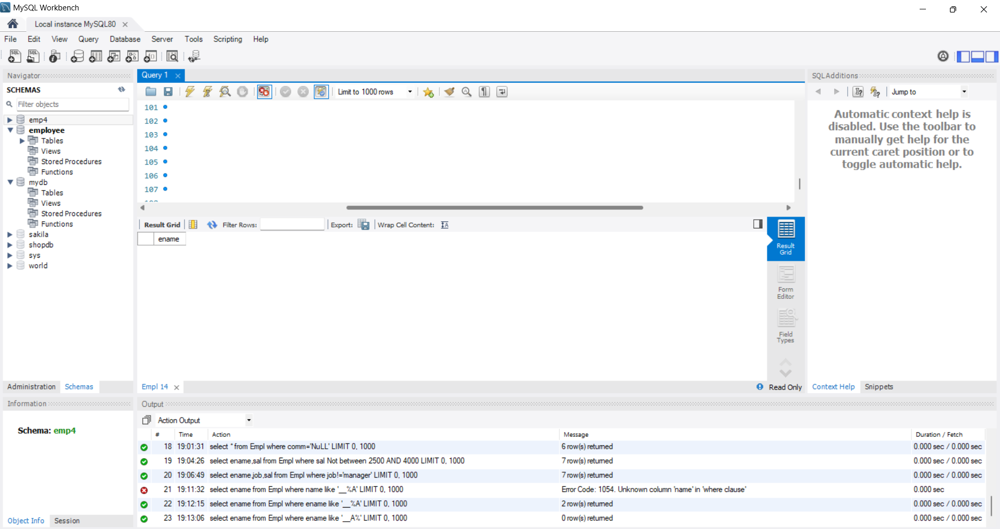 MySQL Workbench
Local instance MySQL80
File Edit View Query Database Server Tools Scripting Help
Navigator
SCHEMAS
Filter objects
emp4
employee
Tables
Views
Stored Procedures
Functions
mydb
Tables
Views
Stored Procedures
Functions
sakila
shopdb
sys
world
Administration Schemas
Information
Schema: emp4
Object Info Session
Query 1
Limit to 1000 rows
101
102
103
104
105
106
107
Result Grid Filter Rows: Export: Wrap Cell Content:
ename
Result
Grid
Form
Editor
Field
Types
Empl 14
Read Only
SQLAdditions
Jump to
Automatic context help is
disabled. Use the toolbar to
manually get help for the
current caret position or to
toggle automatic help.
Context Help Snippets
Output
Action Output
# Time Action Message Duration / Fetch
18 19:01:31 select * from Empl where comm='NuLL' LIMIT 0, 1000 6 row(s) returned 0.000 sec / 0.000 sec
19 19:04:26 select ename,sal from Empl where sal Not between 2500 AND 4000 LIMIT 0, 1000 7 row(s) returned 0.000 sec / 0.000 sec
20 19:06:49 select ename,job,sal from Empl where job!='manager' LIMIT 0, 1000 7 row(s) returned 0.000 sec / 0.000 sec
21 19:11:32 select ename from Empl where name like '__%A' LIMIT 0, 1000 Error Code: 1054. Unknown column 'name' in 'where clause' 0.000 sec
22 19:12:15 select ename from Empl where ename like '__%A' LIMIT 0, 1000 2 row(s) returned 0.000 sec / 0.000 sec
23 19:13:06 select ename from Empl where ename like '__A%' LIMIT 0, 1000 0 row(s) returned 0.000 sec / 0.000 sec